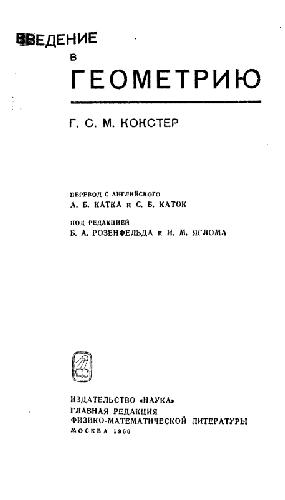 ВВЕДЕНИЕ
В
ГЕОМЕТРИЮ
Г. С. М. КОКСТЕР
ПЕРЕВОД С АНГЛИЙСКОГО
А. Б. КАТКА и С. Б. КАТОК
ПОД РЕДАКЦИЕЙ
Б. А. РОЗЕНФЕЛЬДА и И. М. ЯГЛОМА
ИЗДАТЕЛЬСТВО «НАУКА»
ГЛАВНАЯ РЕДАКЦИЯ
ФИЗИКО-МАТЕМАТИЧЕСКОЙ ЛИТЕРАТУРЫ
МОСКВА